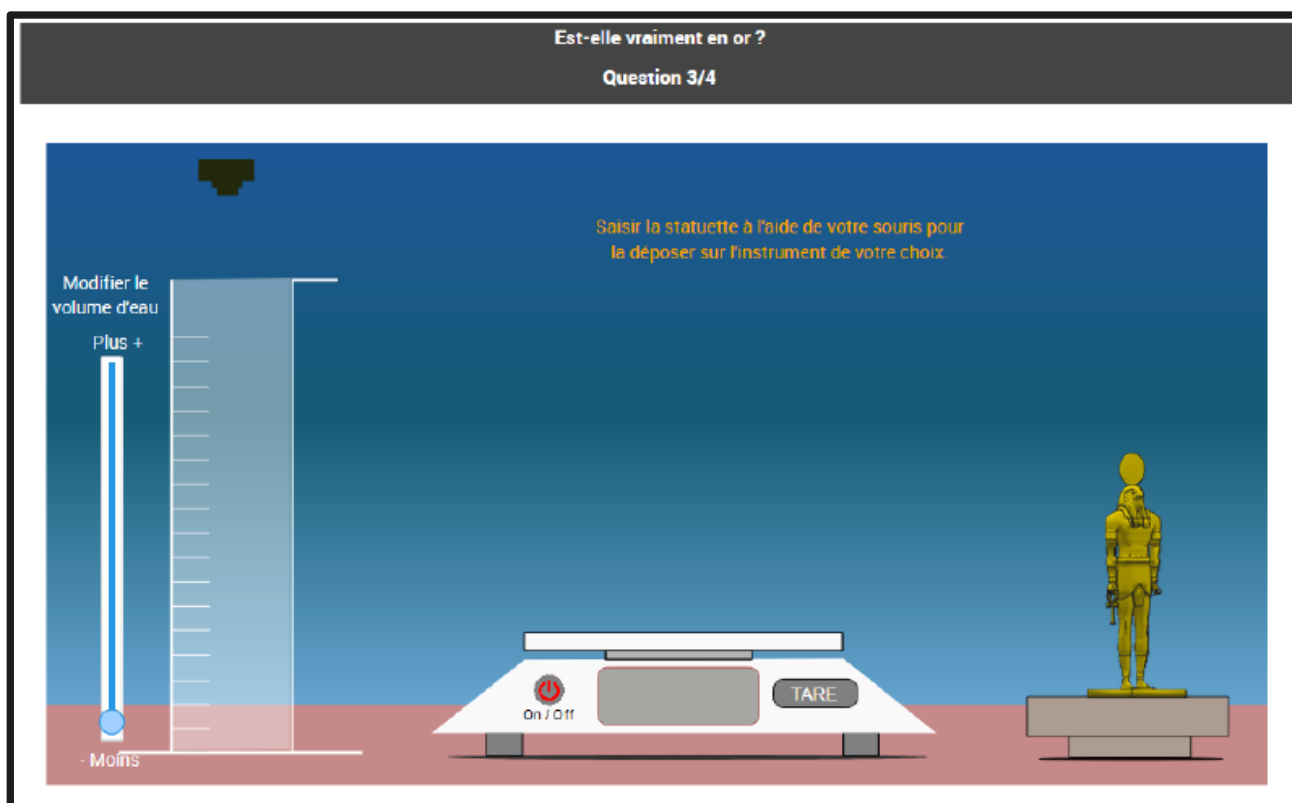 Est-elle vraiment en or ?
Question 3/4
Saisir la statuette à l'aide de votre souris pour
la déposer sur l'instrument de votre choix.
Modifier le
volume d'eau
Plus +
On / Off
TARE
- Moins